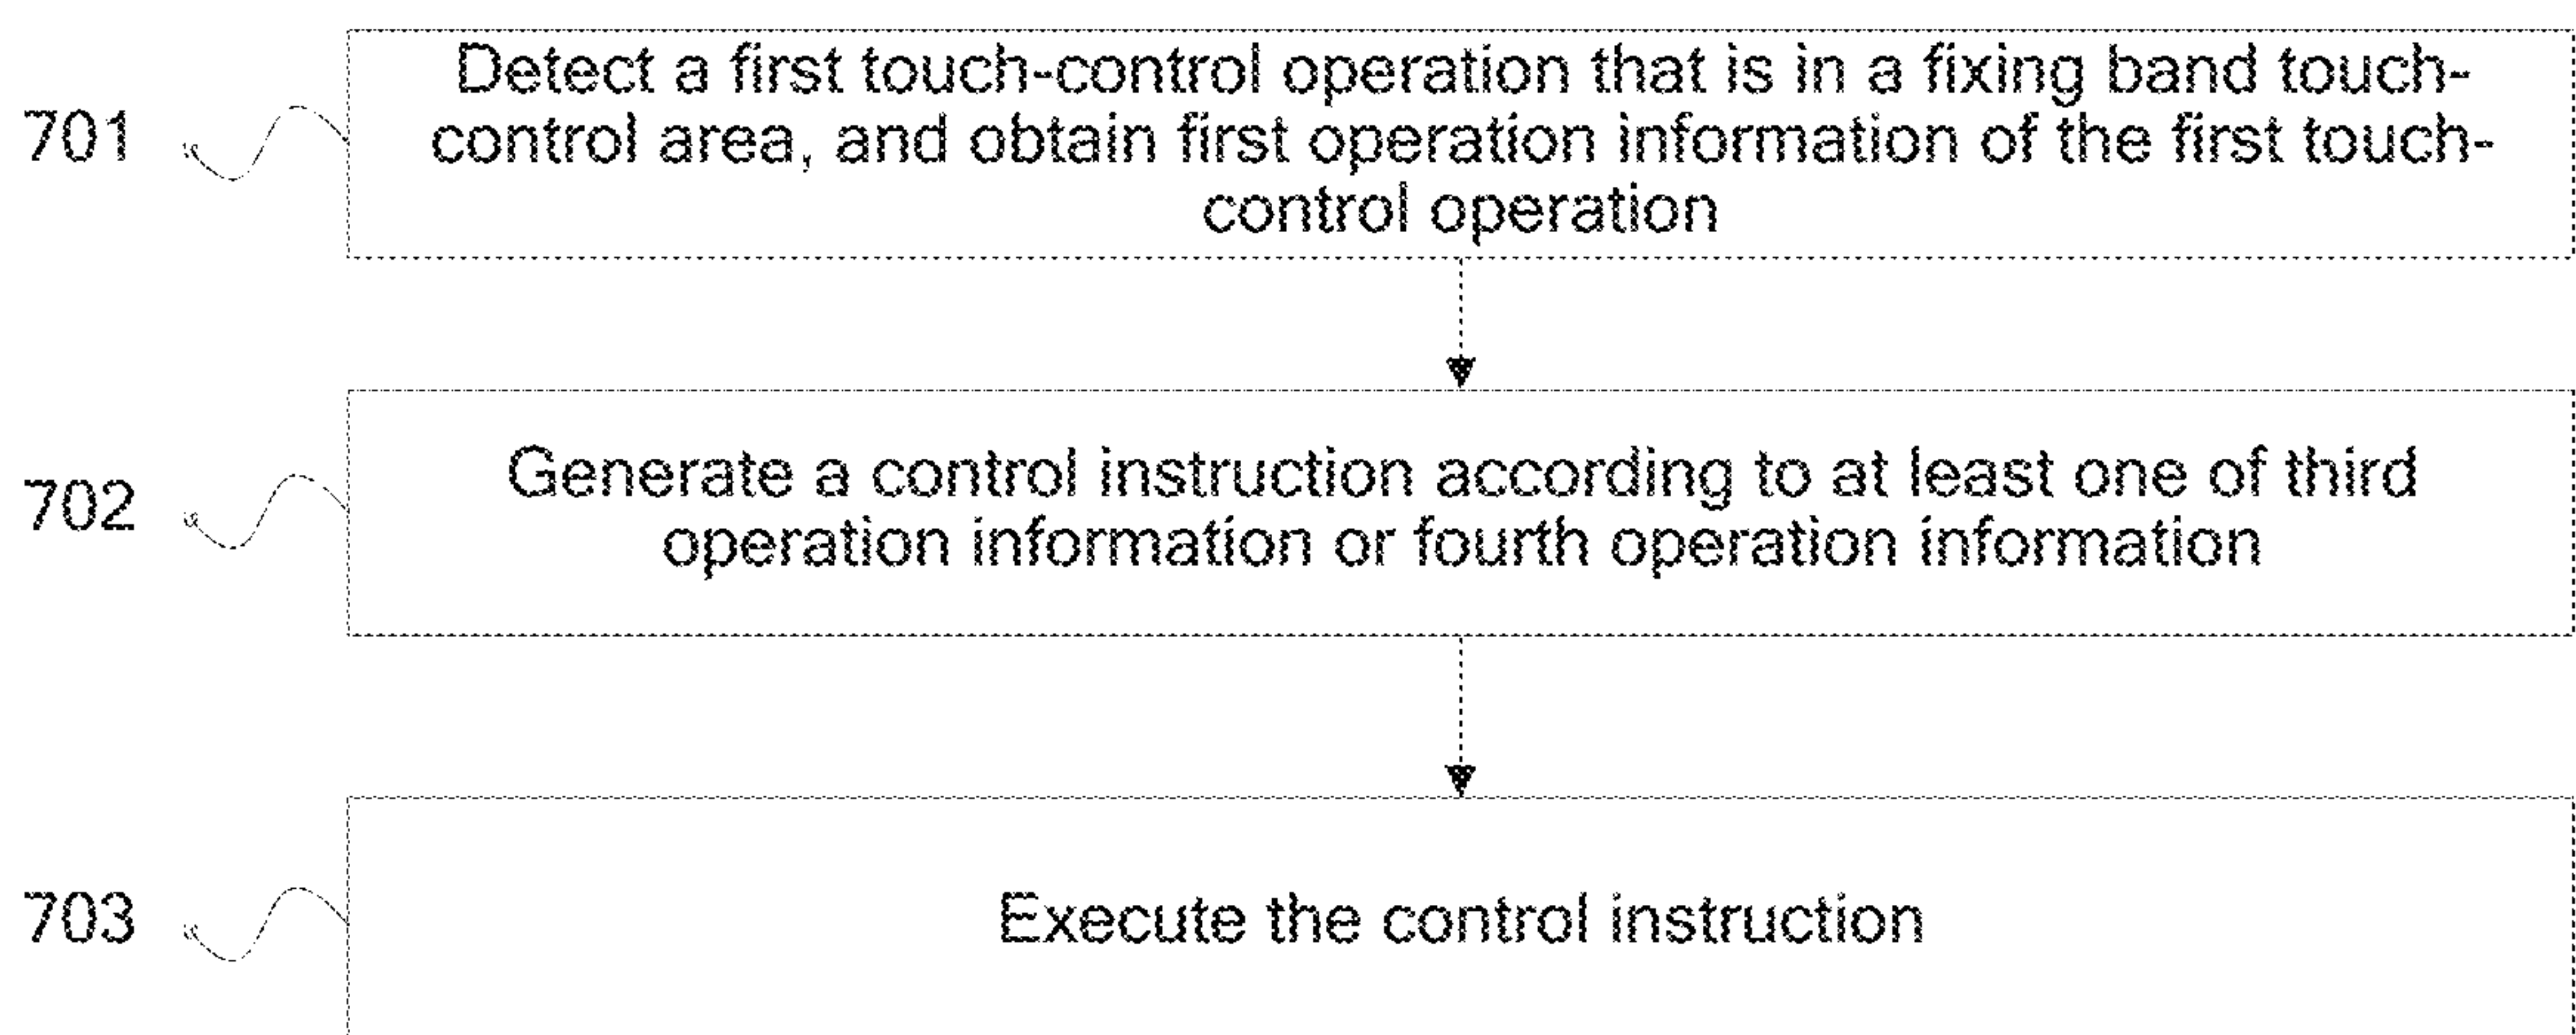 701
Detect a first touch-control operation that is in a fixing band touch-
control area, and obtain first operation information of the first touch-
control operation
702
Generate a control instruction according to at least one of third
operation information or fourth operation information
703
Execute the control instruction